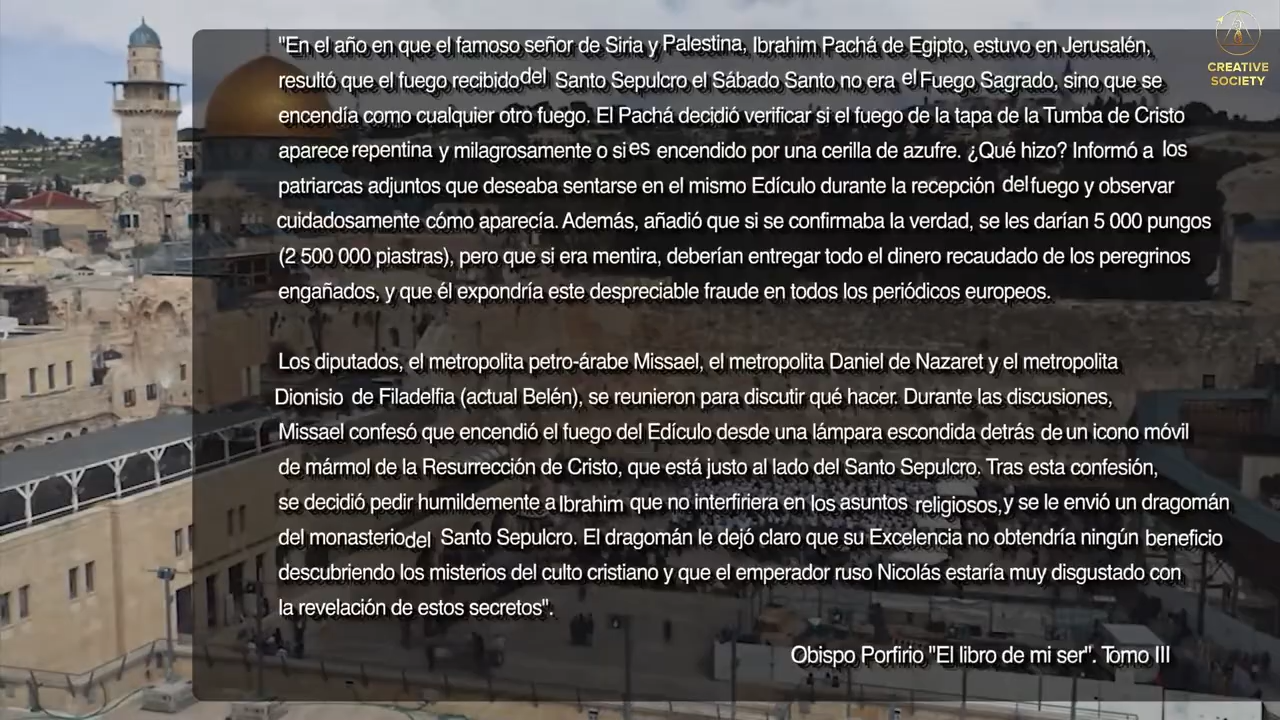 CREATIVE
SOCIETY
"En el año en que el famoso señor de Siria y Palestina, Ibrahim Pachá de Egipto, estuvo en Jerusalén,
resultó que el fuego recibido del Santo Sepulcro el Sábado Santo no era el Fuego Sagrado, sino que se
encendía como cualquier otro fuego. El Pachá decidió verificar si el fuego de la tapa de la Tumba de Cristo
aparece repentina y milagrosamente o si es encendido por una cerilla de azufre. ¿Qué hizo? Informó a los
patriarcas adjuntos que deseaba sentarse en el mismo Edículo durante la recepción del fuego y observar
cuidadosamente cómo aparecía. Además, añadió que si se confirmaba la verdad, se les darían 5 000 pungos
(2 500 000 piastras), pero que si era mentira, deberían entregar todo el dinero recaudado de los peregrinos
engañados, y que él expondría este despreciable fraude en todos los periódicos europeos.
Los diputados, el metropolita petro-árabe Missael, el metropolita Daniel de Nazaret y el metropolita
Dionisio de Filadelfia (actual Belén), se reunieron para discutir qué hacer. Durante las discusiones,
Missael confesó que encendió el fuego del Edículo desde una lámpara escondida detrás de un icono móvil
de mármol de la Resurrección de Cristo, que está justo al lado del Santo Sepulcro. Tras esta confesión,
se decidió pedir humildemente a Ibrahim que no interfiriera en los asuntos religiosos, y se le envió un dragomán
del monasterio del Santo Sepulcro. El dragomán le dejó claro que su Excelencia no obtendría ningún beneficio
descubriendo los misterios del culto cristiano y que el emperador ruso Nicolás estaría muy disgustado con
la revelación de estos secretos".
Obispo Porfirio "El libro de mi ser". Tomo III